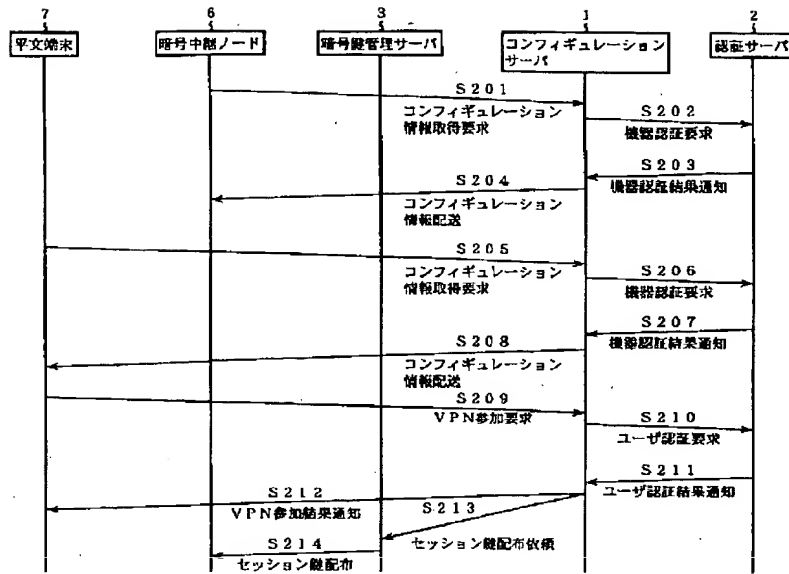 7
6
3
1
2
平文端末
暗号中継ノード
暗号鍵管理サーバ
コンフィギュレーション
サーバ
認証サーバ
S201
コンフィギュレーション
情報取得要求
S202
機器認証要求
S203
機器認証結果通知
S204
コンフィギュレーション
情報配送
S205
コンフィギュレーション
情報取得要求
S206
機器認証要求
S207
機器認証結果通知
S208
コンフィギュレーション
情報配送
S209
VPN参加要求
S210
ユーザ認証要求
S211
ユーザ認証結果通知
S212
VPN参加結果通知
S213
セッション鍵配布依頼
S214
セッション鍵配布